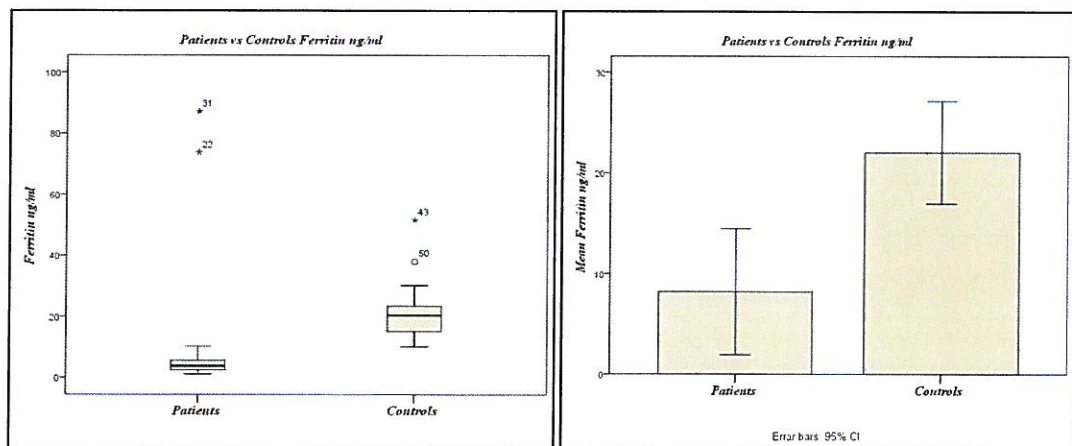 Patients vs Controls Ferritin ng/ml
Ferritin ng/ml
100
80
60
40
20
0
31
22
43
50
Patients
Controls
Patients vs Controls Ferritin ng/ml
Mean Ferritin ng/ml
30
20
10
0
Patients
Controls
Error bars: 95% CI